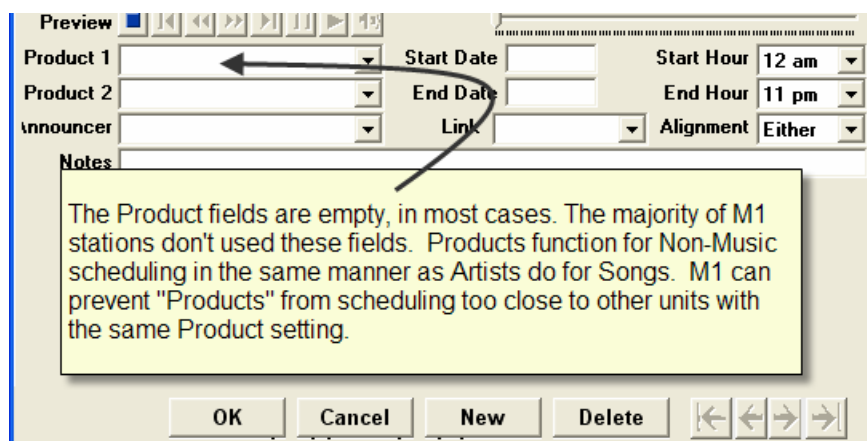 Preview
Product 1 Start Date Start Hour 12 am
Product 2 End Date End Hour 11 pm
Announcer Link Alignment Either
Notes
The Product fields are empty, in most cases. The majority of M1
stations don't used these fields.  Products function for Non-Music
scheduling in the same manner as Artists do for Songs.  M1 can
prevent "Products" from scheduling too close to other units with
the same Product setting.
OK Cancel New Delete